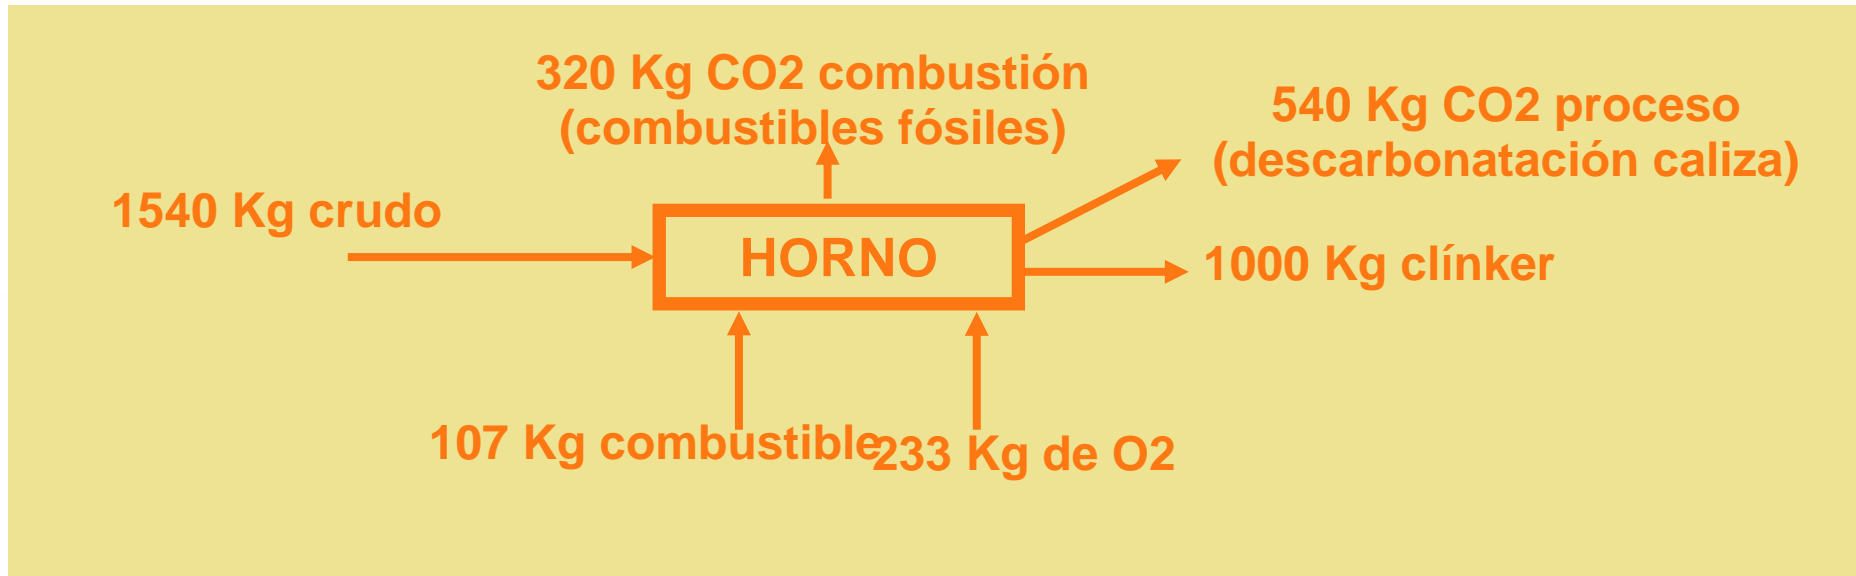 320 Kg CO2 combustión
(combustibles fósiles)
540 Kg CO2 proceso
(descarbonatación caliza)
1540 Kg crudo
HORNO
1000 Kg clínker
107 Kg combustible
233 Kg de O2